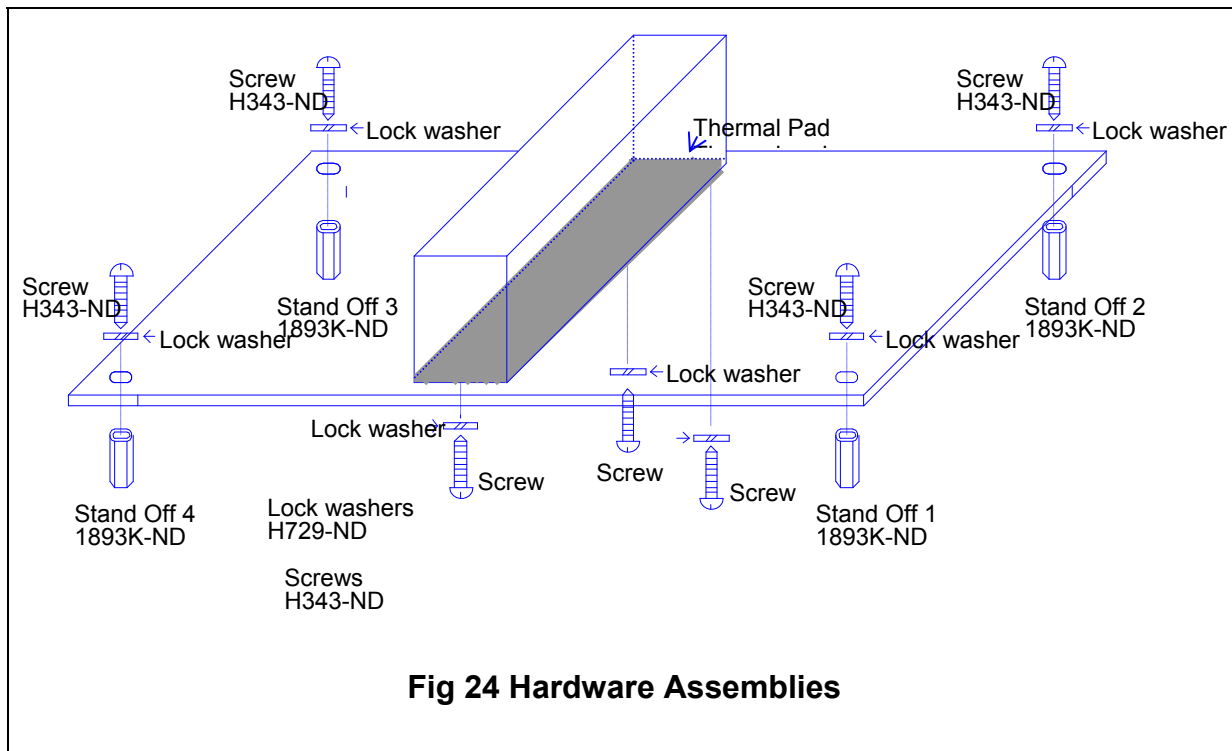 Screw
H343-ND
Lock washer
Thermal Pad
Screw
H343-ND
Lock washer
Screw
H343-ND
Lock washer
Stand Off 3
1893K-ND
Screw
H343-ND
Lock washer
Stand Off 2
1893K-ND
Lock washer
Lock washer
Screw
Screw
Screw
Stand Off 4
1893K-ND
Lock washers
H729-ND
Stand Off 1
1893K-ND
Screws
H343-ND
Fig 24 Hardware Assemblies